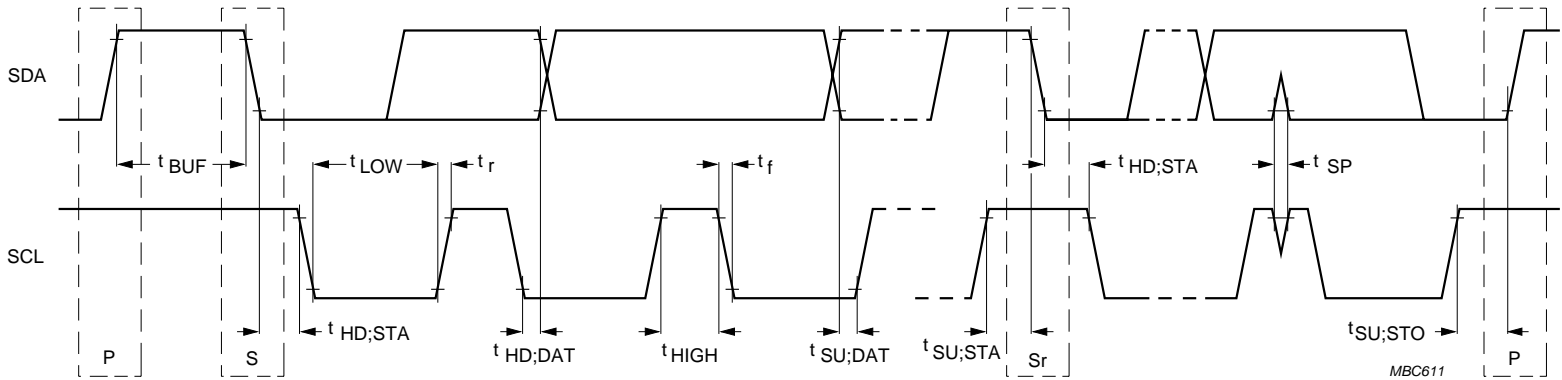 SDA
t BUF
t LOW
t r
t f
t HD;STA
t SP
SCL
t HD;STA
t HD;DAT
t HIGH
t SU;DAT
t SU;STA
t SU;STO
P
S
Sr
P
MBC611